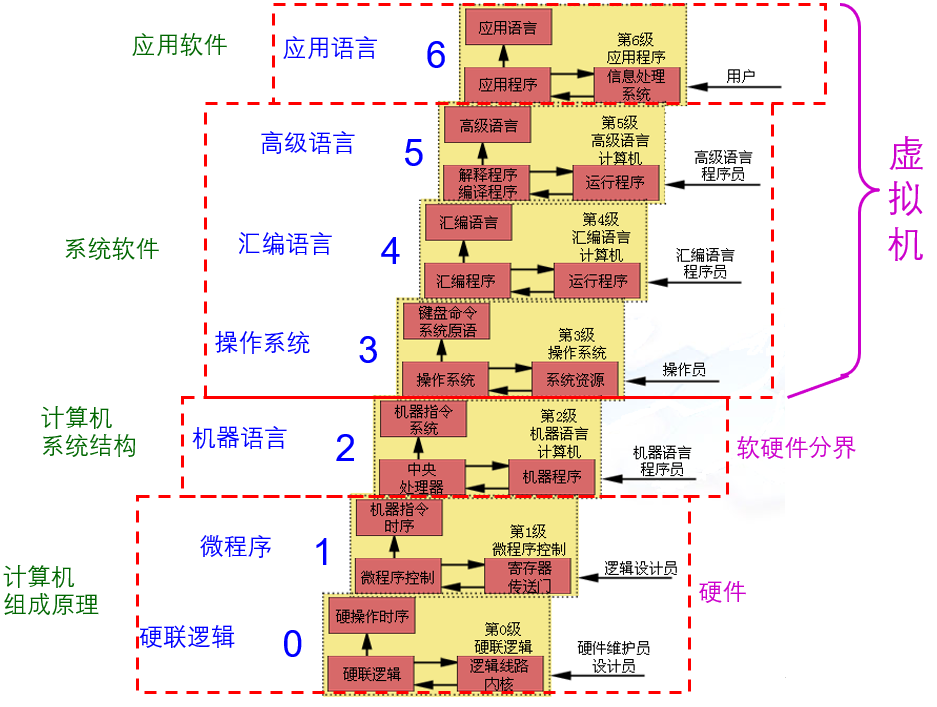 应用软件
应用语言
6
应用语言
第6级
应用程序
应用程序
信息处理
系统
用户
高级语言
5
高级语言
第5级
高级语言
计算机
解释程序
编译程序
运行程序
高级语言
程序员
虚
拟
机
系统软件
汇编语言
4
汇编语言
第4级
汇编语言
计算机
汇编程序
运行程序
汇编语言
程序员
操作系统
3
键盘命令
系统原语
第3级
操作系统
操作系统
系统资源
操作员
计算机
系统结构
机器语言
2
机器指令
系统
第2级
机器语言
计算机
中央
处理器
机器程序
机器语言
程序员
软硬件分界
微程序
1
机器指令
时序
第1级
微程序控制
微程序控制
寄存器
传送门
逻辑设计员
硬件
计算机
组成原理
硬联逻辑
0
硬操作时序
第0级
硬联逻辑
硬联逻辑
逻辑线路
内核
硬件维护员
设计员